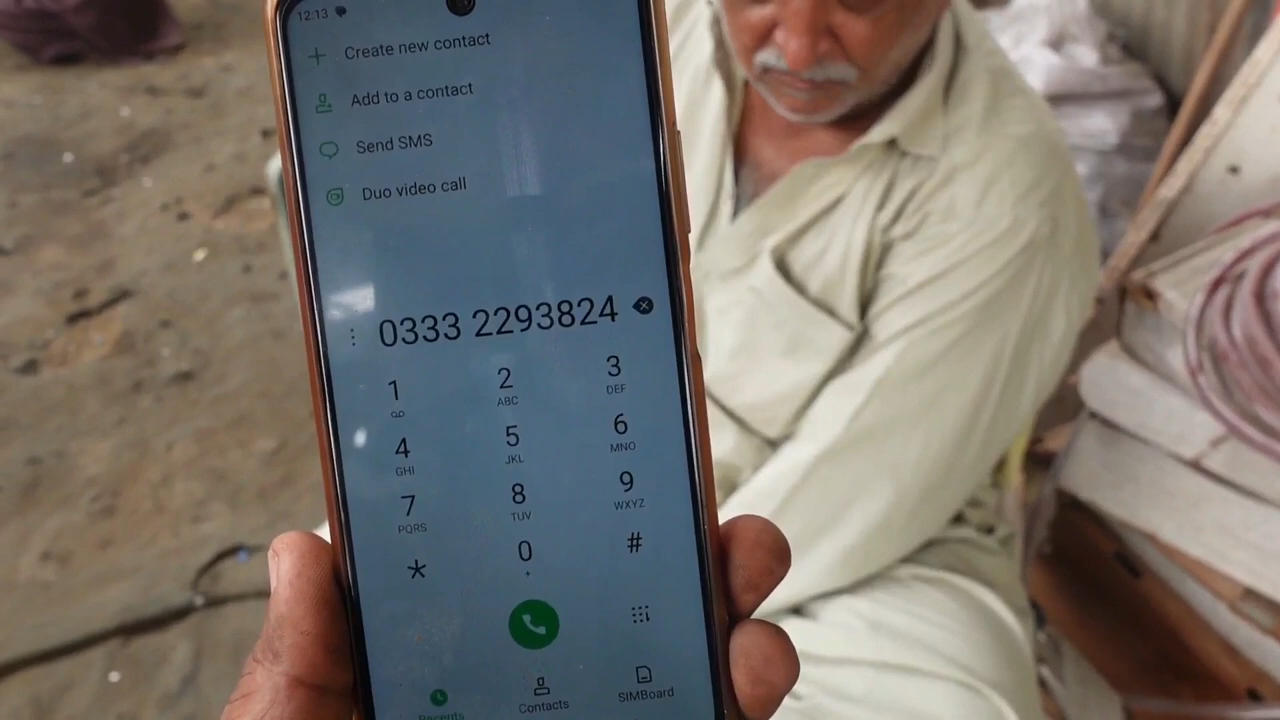 12:13
Create new contact
Add to a contact
Send SMS
Duo video call
0333 2293824
1 2 3
ABC DEF
4 5 6
GHI JKL MNO
7 8 9
PQRS TUV WXYZ
* 0 #
+
Recents Contacts SIMBoard